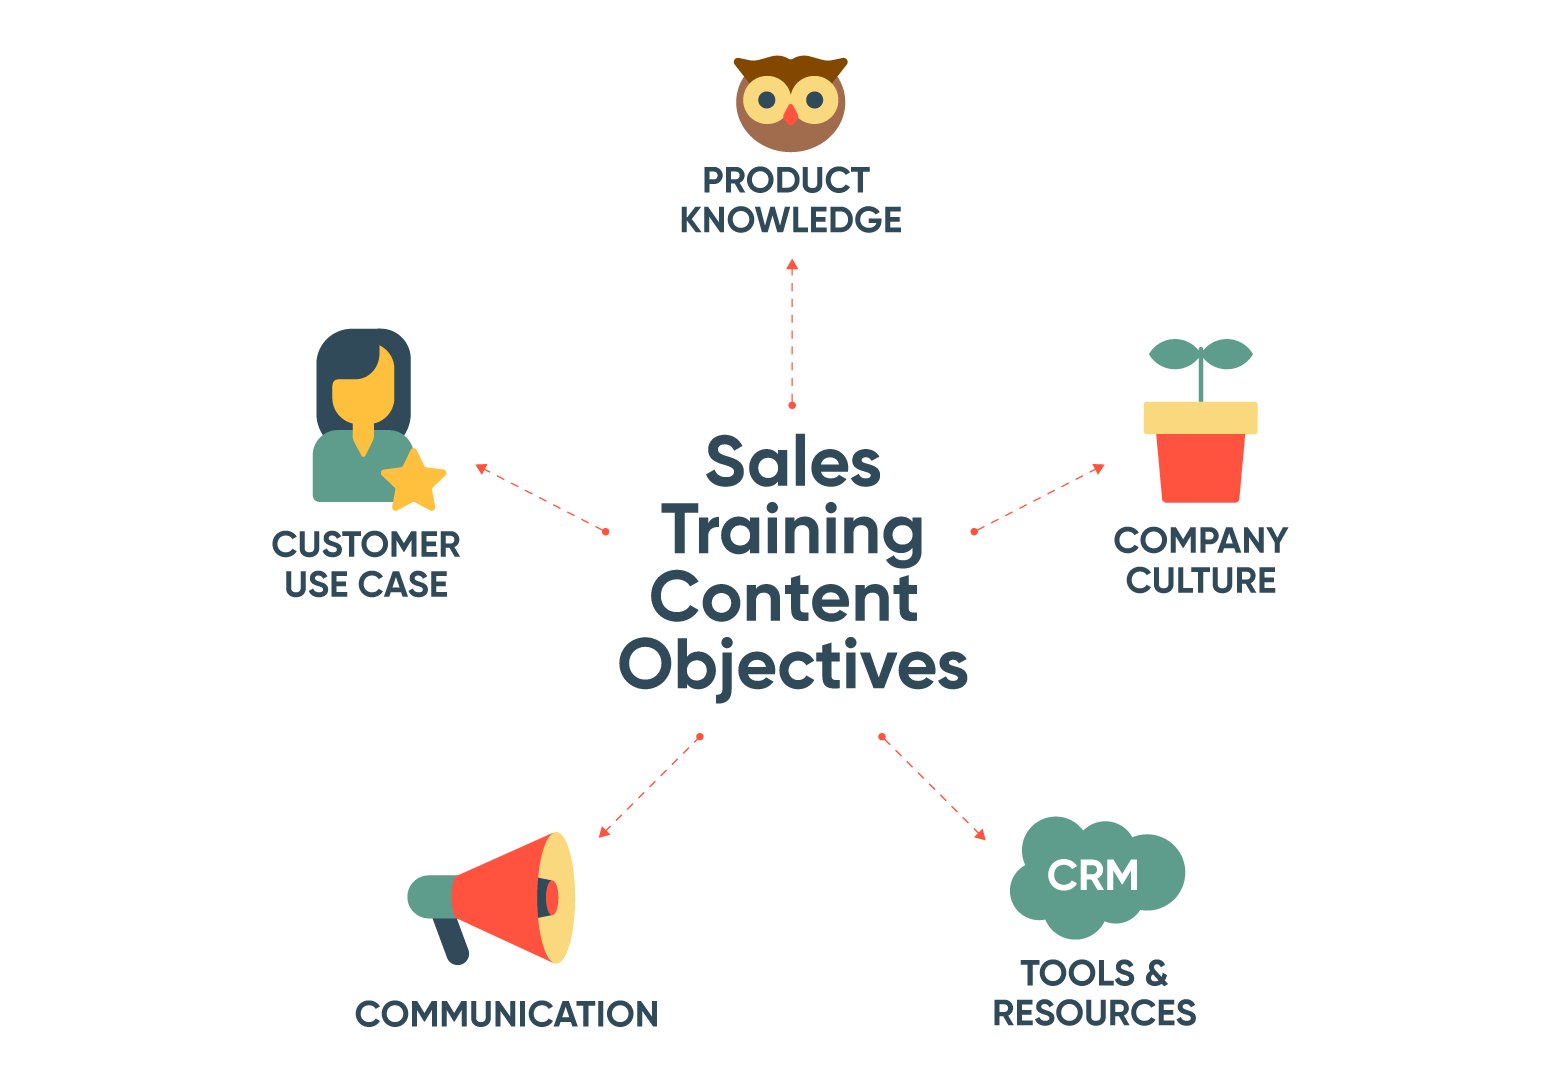 PRODUCT
KNOWLEDGE
Sales
Training
Content
Objectives
CUSTOMER
USE CASE
COMPANY
CULTURE
COMMUNICATION
CRM
TOOLS &
RESOURCES